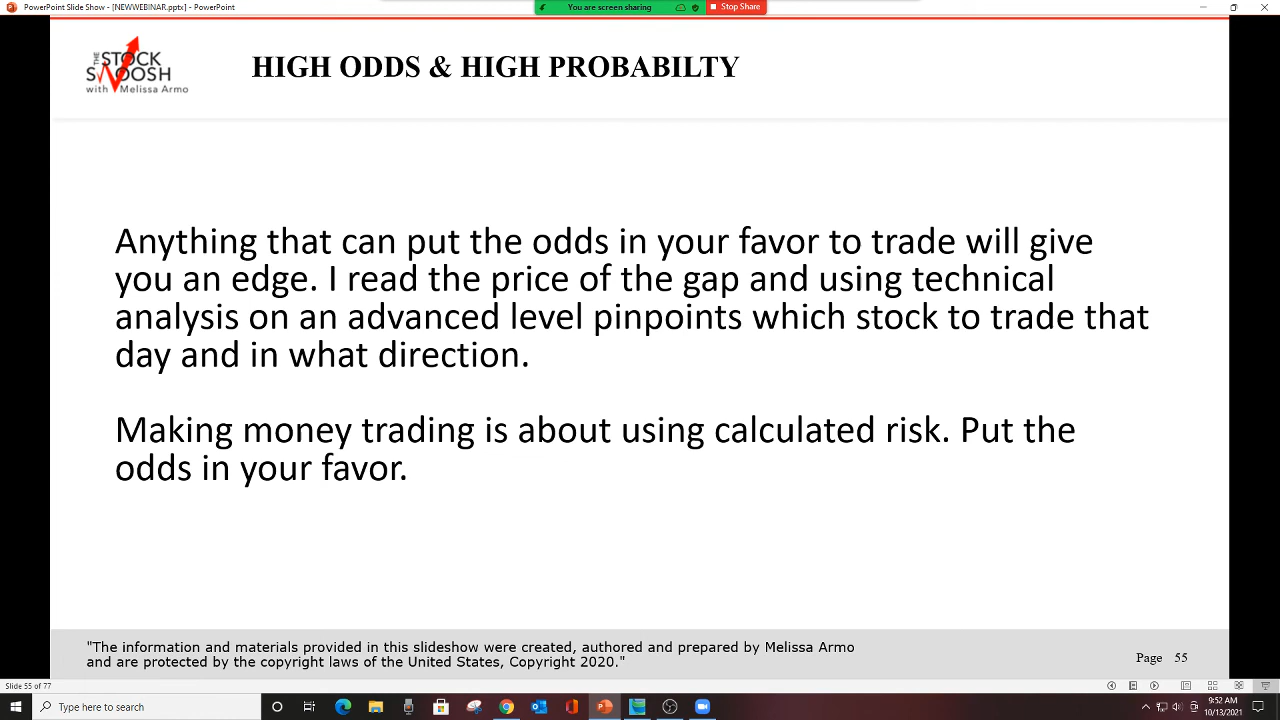 PowerPoint Slide Show - [NEWWEBINAR.pptx] - PowerPoint
You are screen sharing
Stop Share
THE STOCK
SWOOSH
with Melissa Armo
HIGH ODDS & HIGH PROBABILTY
Anything that can put the odds in your favor to trade will give
you an edge. I read the price of the gap and using technical
analysis on an advanced level pinpoints which stock to trade that
day and in what direction.
Making money trading is about using calculated risk. Put the
odds in your favor.
"The information and materials provided in this slideshow were created, authored and prepared by Melissa Armo
and are protected by the copyright laws of the United States, Copyright 2020."
Page 55
Slide 55 of 77
Type here to search
9:52 AM
10/13/2021